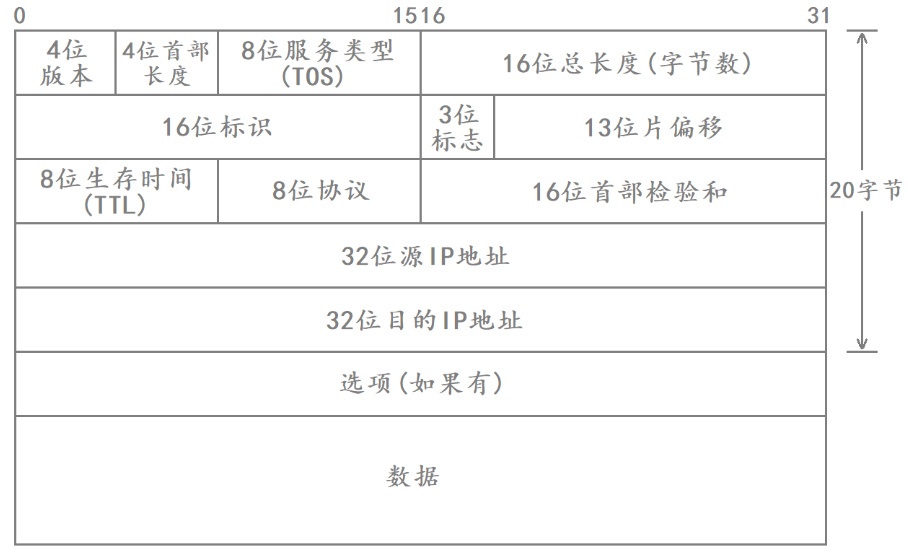 0 1516 31
4位
版本
4位首部
长度
8位服务类型
(TOS)
16位总长度(字节数)
16位标识
3位
标志
13位片偏移
8位生存时间
(TTL)
8位协议
16位首部检验和
20字节
32位源IP地址
32位目的IP地址
选项(如果有)
数据